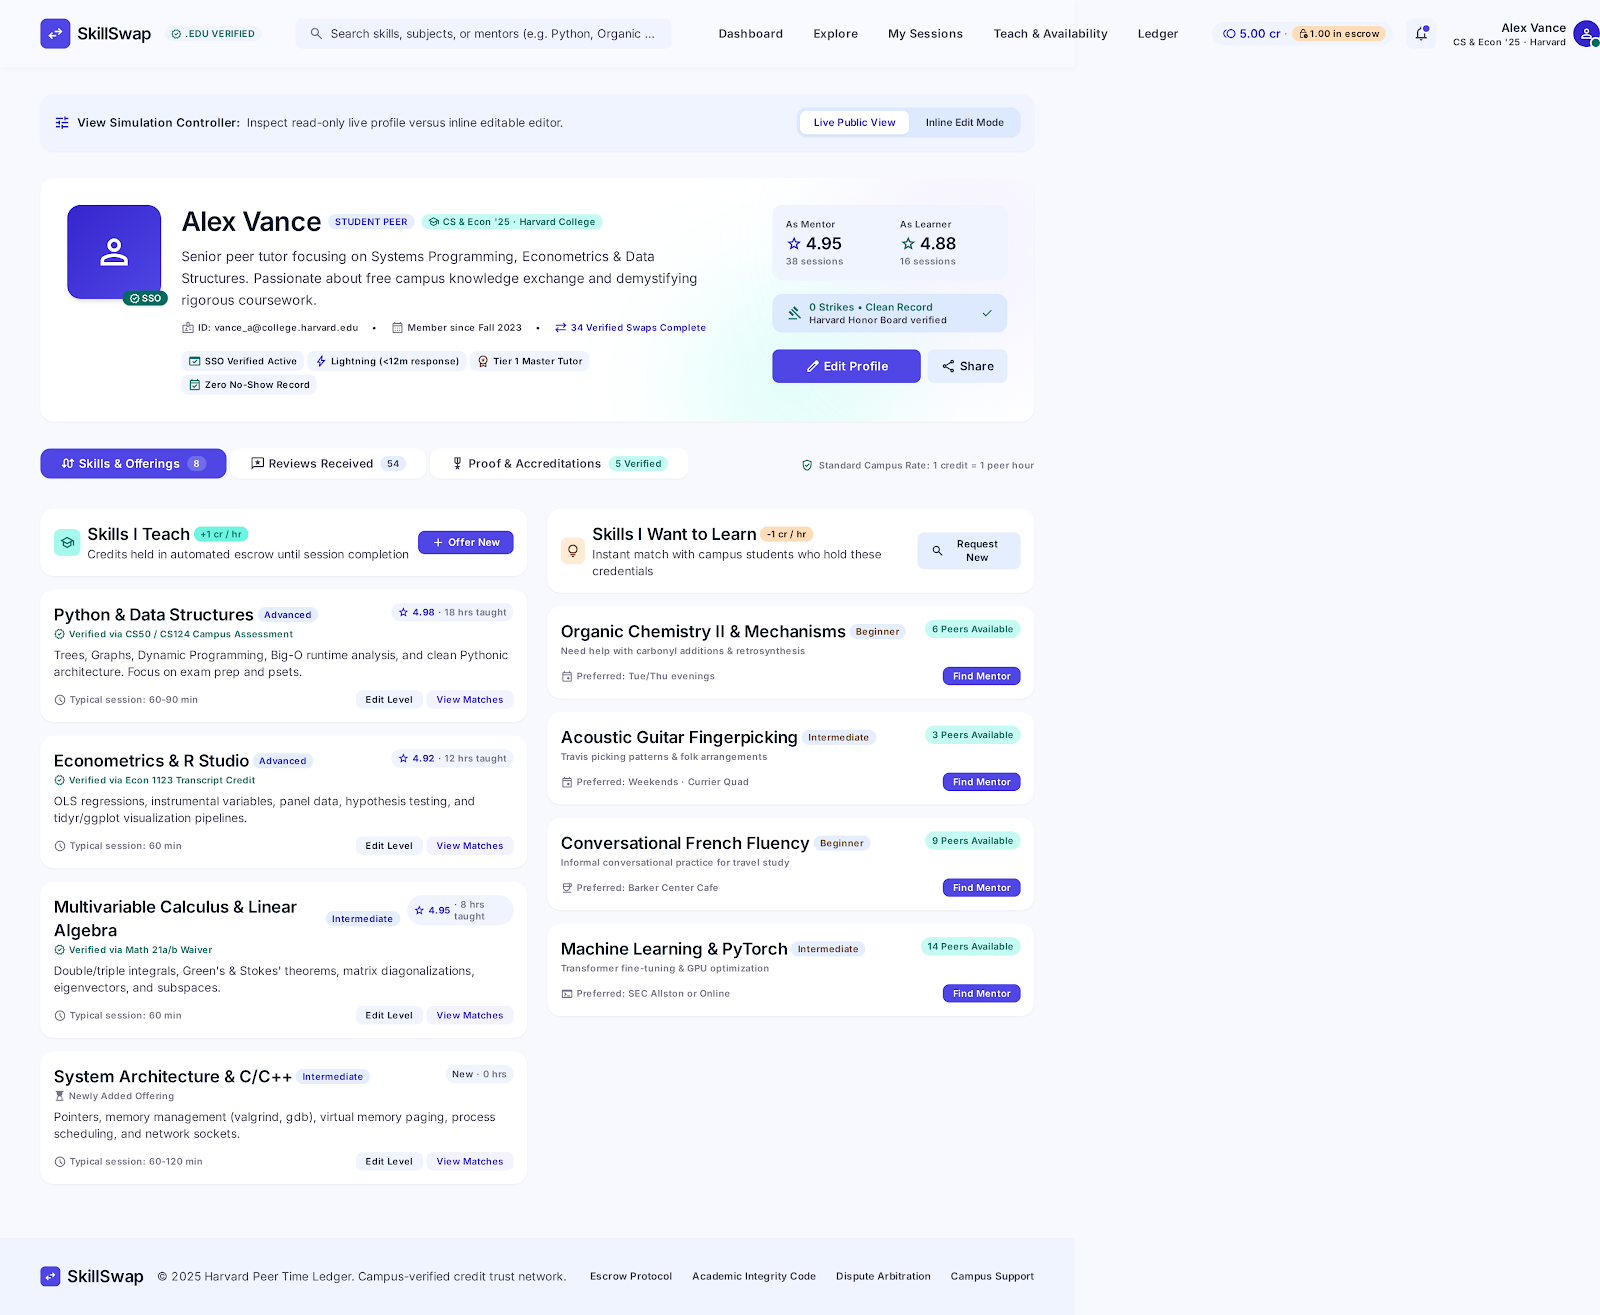 SkillSwap
.EDU VERIFIED
Search skills, subjects, or mentors (e.g. Python, Organic ...
Dashboard
Explore
My Sessions
Teach & Availability
Ledger
5.00 cr ·
1.00 in escrow
Alex Vance
CS & Econ '25 · Harvard
View Simulation Controller: Inspect read-only live profile versus inline editable editor.
Live Public View
Inline Edit Mode
SSO
Alex Vance
STUDENT PEER
CS & Econ '25 · Harvard College
Senior peer tutor focusing on Systems Programming, Econometrics & Data
Structures. Passionate about free campus knowledge exchange and demystifying
rigorous coursework.
ID: vance_a@college.harvard.edu • Member since Fall 2023 • 34 Verified Swaps Complete
SSO Verified Active
Lightning (<12m response)
Tier 1 Master Tutor
Zero No-Show Record
As Mentor
4.95
38 sessions
As Learner
4.88
16 sessions
0 Strikes • Clean Record
Harvard Honor Board verified
Edit Profile
Share
Skills & Offerings 8
Reviews Received 54
Proof & Accreditations 5 Verified
Standard Campus Rate: 1 credit = 1 peer hour
Skills I Teach +1 cr / hr
Credits held in automated escrow until session completion
Offer New
Python & Data Structures Advanced
4.98 · 18 hrs taught
Verified via CS50 / CS124 Campus Assessment
Trees, Graphs, Dynamic Programming, Big-O runtime analysis, and clean Pythonic
architecture. Focus on exam prep and psets.
Typical session: 60-90 min
Edit Level
View Matches
Econometrics & R Studio Advanced
4.92 · 12 hrs taught
Verified via Econ 1123 Transcript Credit
OLS regressions, instrumental variables, panel data, hypothesis testing, and
tidyr/ggplot visualization pipelines.
Typical session: 60 min
Edit Level
View Matches
Multivariable Calculus & Linear
Algebra
Intermediate
4.95 · 8 hrs
taught
Verified via Math 21a/b Waiver
Double/triple integrals, Green's & Stokes' theorems, matrix diagonalizations,
eigenvectors, and subspaces.
Typical session: 60 min
Edit Level
View Matches
System Architecture & C/C++ Intermediate
New · 0 hrs
Newly Added Offering
Pointers, memory management (valgrind, gdb), virtual memory paging, process
scheduling, and network sockets.
Typical session: 60-120 min
Edit Level
View Matches
Skills I Want to Learn -1 cr / hr
Instant match with campus students who hold these
credentials
Request
New
Organic Chemistry II & Mechanisms Beginner
6 Peers Available
Need help with carbonyl additions & retrosynthesis
Preferred: Tue/Thu evenings
Find Mentor
Acoustic Guitar Fingerpicking Intermediate
3 Peers Available
Travis picking patterns & folk arrangements
Preferred: Weekends · Currier Quad
Find Mentor
Conversational French Fluency Beginner
9 Peers Available
Informal conversational practice for travel study
Preferred: Barker Center Cafe
Find Mentor
Machine Learning & PyTorch Intermediate
14 Peers Available
Transformer fine-tuning & GPU optimization
Preferred: SEC Allston or Online
Find Mentor
SkillSwap
© 2025 Harvard Peer Time Ledger. Campus-verified credit trust network.
Escrow Protocol
Academic Integrity Code
Dispute Arbitration
Campus Support